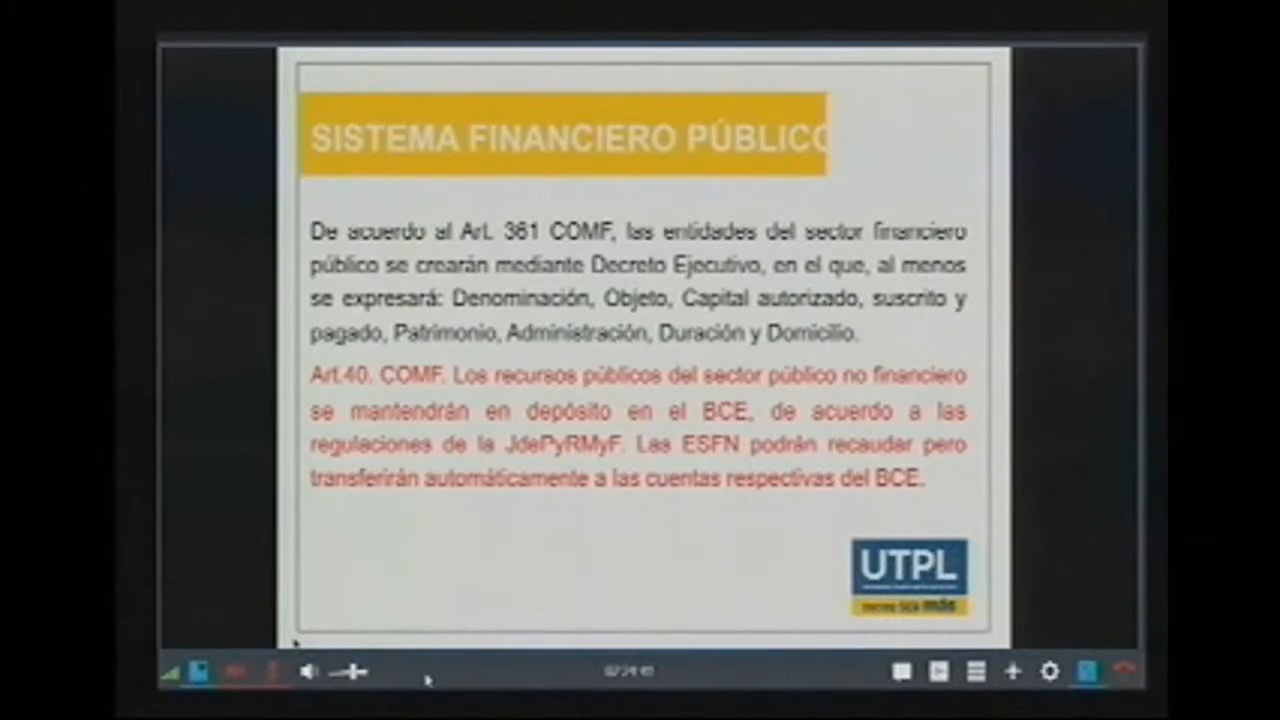 SISTEMA FINANCIERO PÚBLICO
De acuerdo al Art. 361 COMF, las entidades del sector financiero
público se crearán mediante Decreto Ejecutivo, en el que, al menos
se expresará: Denominación, Objeto, Capital autorizado, suscrito y
pagado, Patrimonio, Administración, Duración y Domicilio.
Art.40. COMF. Los recursos públicos del sector público no financiero
se mantendrán en depósito en el BCE, de acuerdo a las
regulaciones de la JdePyRMyF. Las ESFN podrán recaudar pero
transferirán automáticamente a las cuentas respectivas del BCE.
UTPL
más